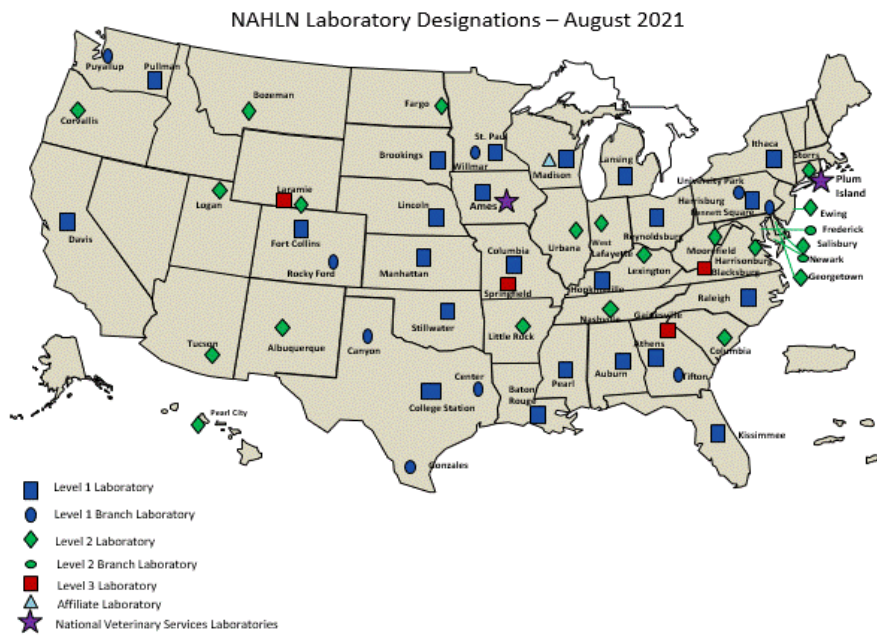 NAHLN Laboratory Designations – August 2021
Puyallup
Pullman
Corvallis
Bozeman
Fargo
St. Paul
Willmar
Brookings
Madison
Lansing
Ithaca
Storrs
Plum
Island
University Park
Harrisburg
Kennett Square
Ewing
Frederick
Salisbury
Newark
Georgetown
Logan
Laramie
Lincoln
Ames
Davis
Fort Collins
Rocky Ford
Manhattan
Columbia
Springfield
Urbana
West
Lafayette
Reynoldsburg
Lexington
Moorefield
Harrisonburg
Blacksburg
Hopkinsville
Nashville
Raleigh
Gainesville
Athens
Columbia
Tucson
Albuquerque
Canyon
Stillwater
Little Rock
Center
College Station
Baton
Rouge
Pearl
Auburn
Tifton
Kissimmee
Gonzales
Pearl City
Level 1 Laboratory
Level 1 Branch Laboratory
Level 2 Laboratory
Level 2 Branch Laboratory
Level 3 Laboratory
Affiliate Laboratory
National Veterinary Services Laboratories